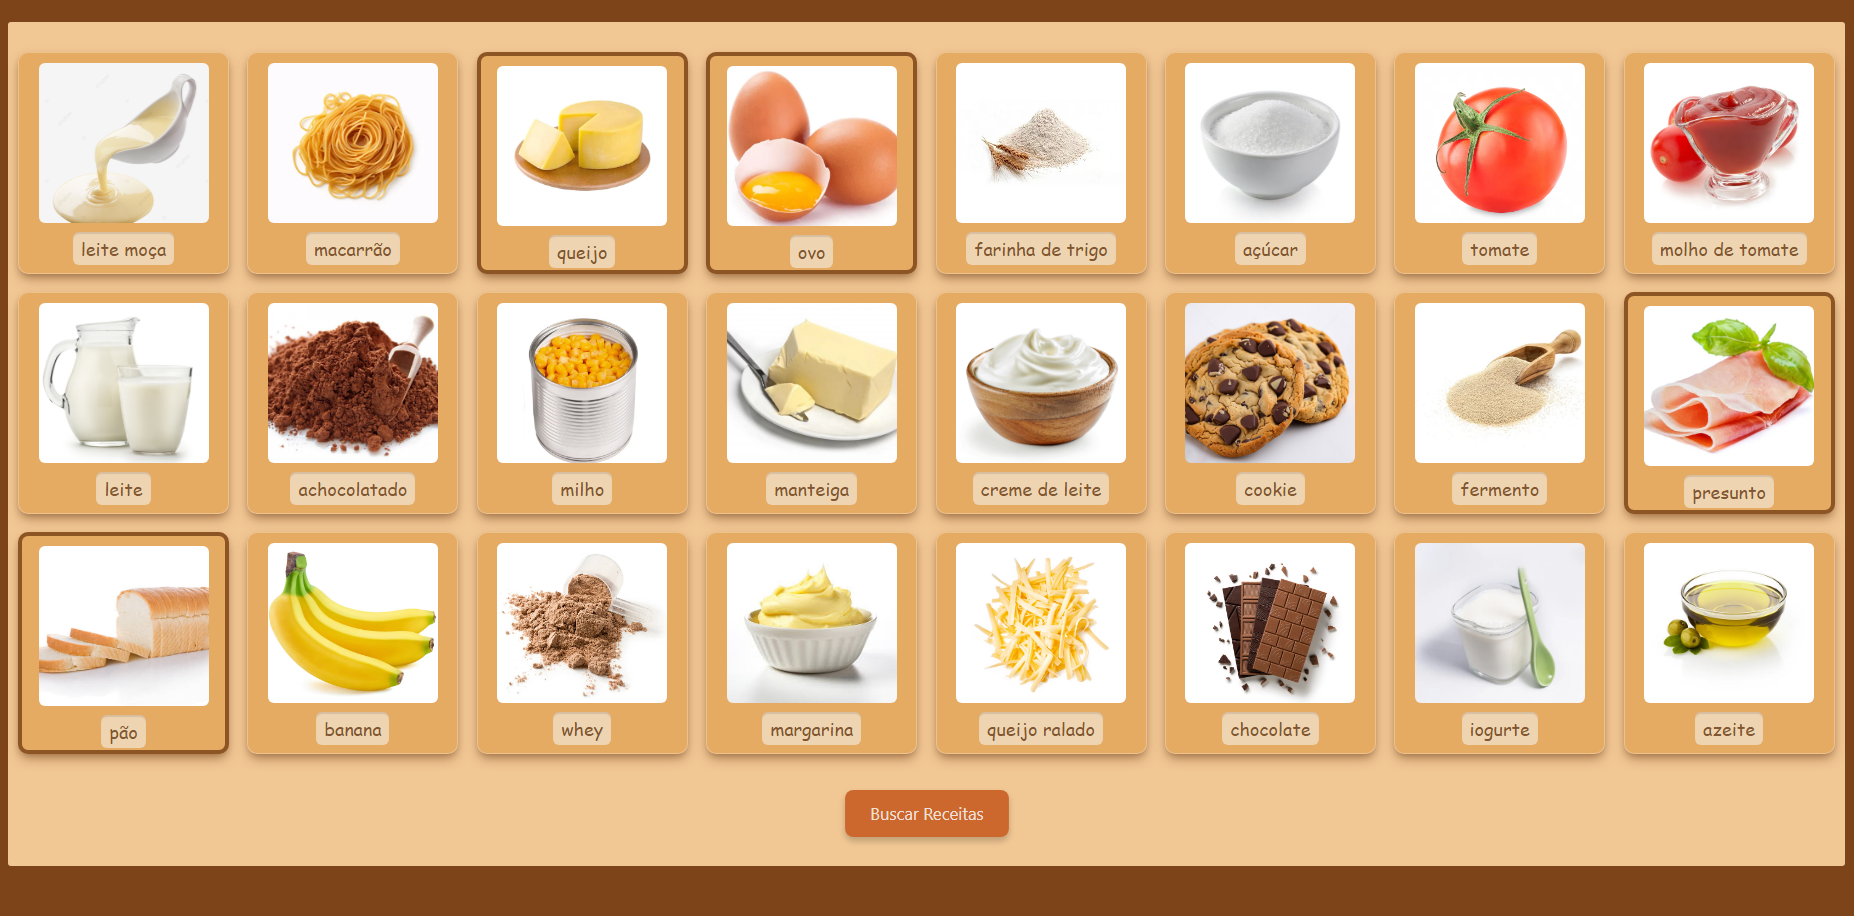 leite moça
macarrão
queijo
ovo
farinha de trigo
açúcar
tomate
molho de tomate
leite
achocolatado
milho
manteiga
creme de leite
cookie
fermento
presunto
pão
banana
whey
margarina
queijo ralado
chocolate
iogurte
azeite
Buscar Receitas